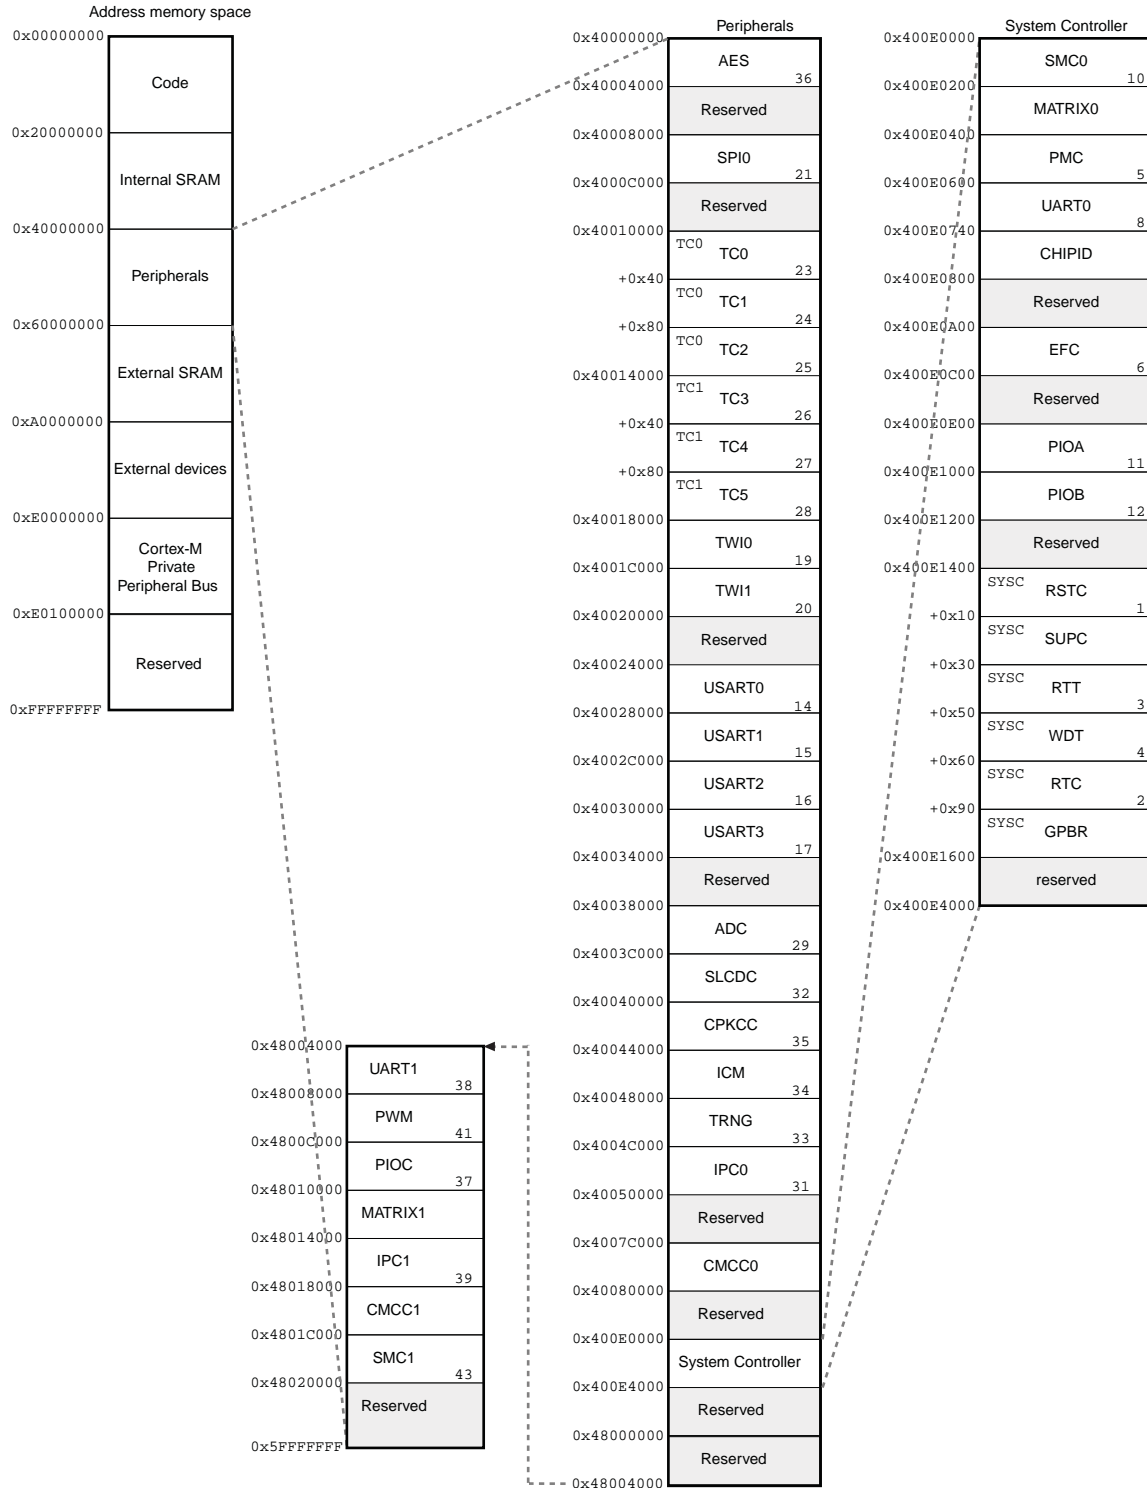 Address memory space
0x00000000
Code
0x20000000
Internal SRAM
0x40000000
Peripherals
0x60000000
External SRAM
0xA0000000
External devices
0xE0000000
Cortex-M
Private
Peripheral Bus
0xE0100000
Reserved
0xFFFFFFFF
0x48004000
UART1
38
0x48008000
PWM
41
0x4800C000
PIOC
37
0x48010000
MATRIX1
0x48014000
IPC1
39
0x48018000
CMCC1
0x4801C000
SMC1
43
0x48020000
Reserved
0x5FFFFFFF
Peripherals
0x40000000
AES
36
0x40004000
Reserved
0x40008000
SPI0
21
0x4000C000
Reserved
0x40010000
TC0
TC0
23
+0x40
TC0
TC1
24
+0x80
TC0
TC2
25
0x40014000
TC1
TC3
26
+0x40
TC1
TC4
27
+0x80
TC1
TC5
28
0x40018000
TWI0
19
0x4001C000
TWI1
20
0x40020000
Reserved
0x40024000
USART0
14
0x40028000
USART1
15
0x4002C000
USART2
16
0x40030000
USART3
17
0x40034000
Reserved
0x40038000
ADC
29
0x4003C000
SLCDC
32
0x40040000
CPKCC
35
0x40044000
ICM
34
0x40048000
TRNG
33
0x4004C000
IPC0
31
0x40050000
Reserved
0x4007C000
CMCC0
0x40080000
Reserved
0x400E0000
System Controller
0x400E4000
Reserved
0x48000000
Reserved
0x48004000
System Controller
0x400E0000
SMC0
10
0x400E0200
MATRIX0
0x400E0400
PMC
5
0x400E0600
UART0
8
0x400E0740
CHIPID
0x400E0800
Reserved
0x400E0A00
EFC
6
0x400E0C00
Reserved
0x400E0E00
PIOA
11
0x400E1000
PIOB
12
0x400E1200
Reserved
0x400E1400
SYSC
RSTC
1
+0x10
SYSC
SUPC
+0x30
SYSC
RTT
3
+0x50
SYSC
WDT
4
+0x60
SYSC
RTC
2
+0x90
SYSC
GPBR
0x400E1600
reserved
0x400E4000